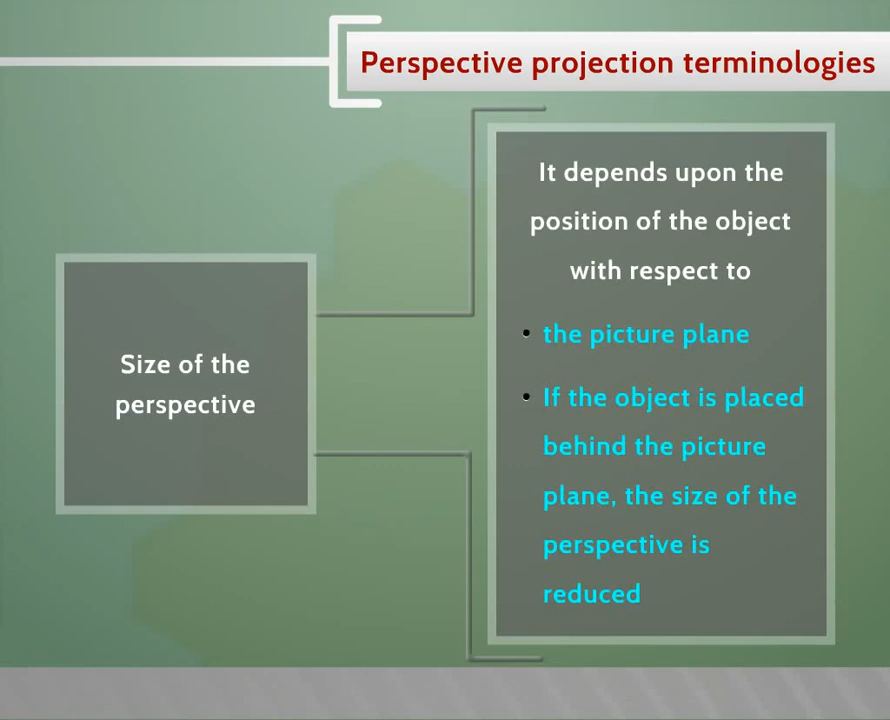 Perspective projection terminologies
Size of the
perspective
It depends upon the
position of the object
with respect to
• the picture plane
• If the object is placed
behind the picture
plane, the size of the
perspective is
reduced